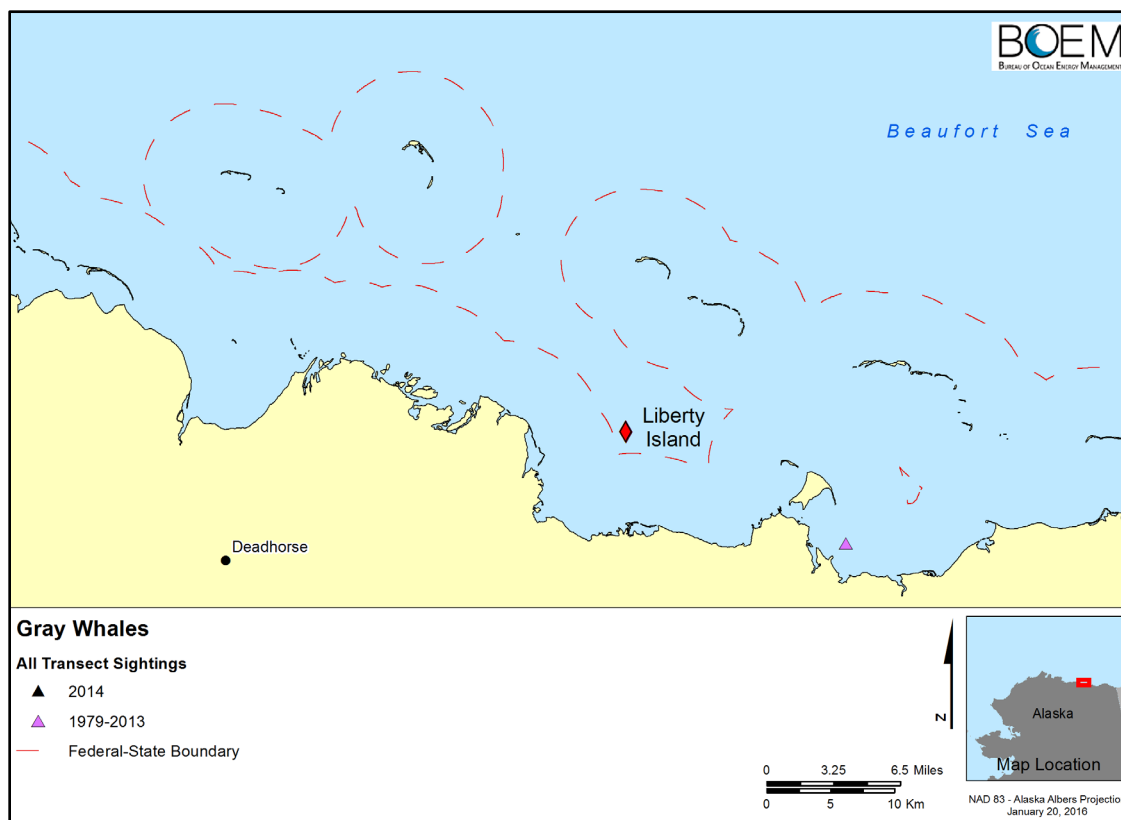 BOEM
BUREAU OF OCEAN ENERGY MANAGEMENT
Beaufort Sea
Liberty
Island
Deadhorse
Gray Whales
All Transect Sightings
2014
1979-2013
Federal-State Boundary
N
0 3.25 6.5 Miles
0 5 10 Km
Alaska
Map Location
NAD 83 - Alaska Albers Projection
January 20, 2016